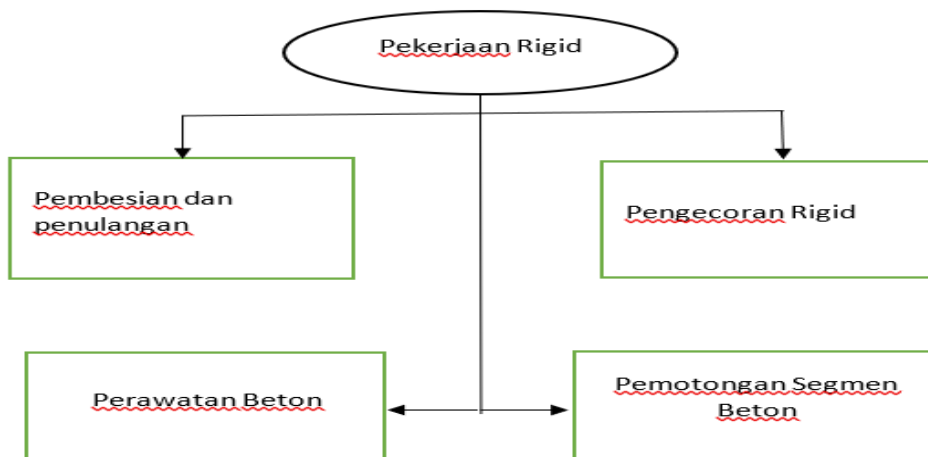 Pekerjaan Rigid
Pembesian dan
penulangan
Pengecoran Rigid
Perawatan Beton
Pemotongan Segmen
Beton